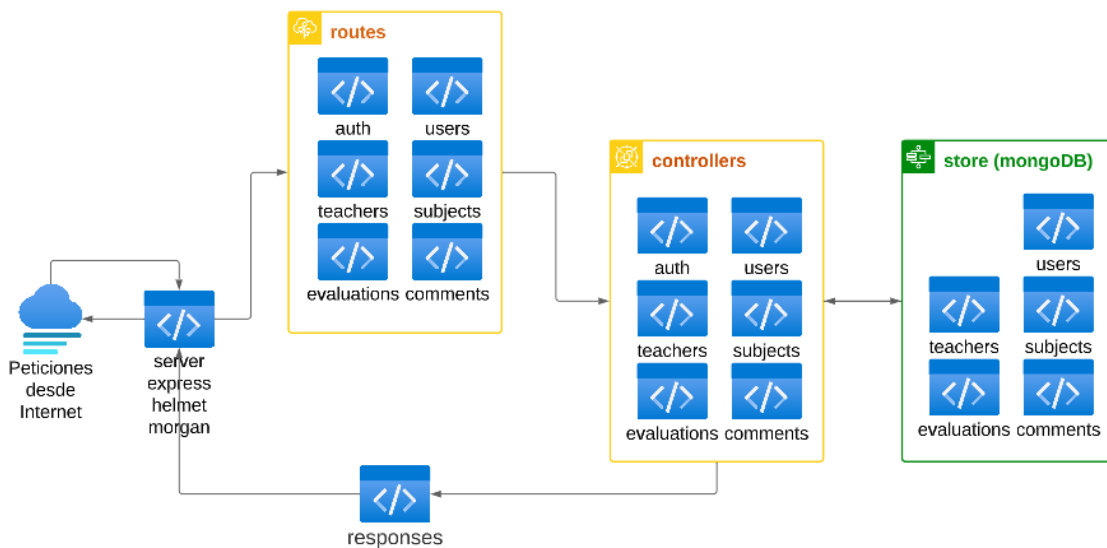 routes
auth
users
teachers
subjects
evaluations
comments
controllers
auth
users
teachers
subjects
evaluations
comments
store (mongoDB)
users
teachers
subjects
evaluations
comments
Peticiones
desde
Internet
server
express
helmet
morgan
responses